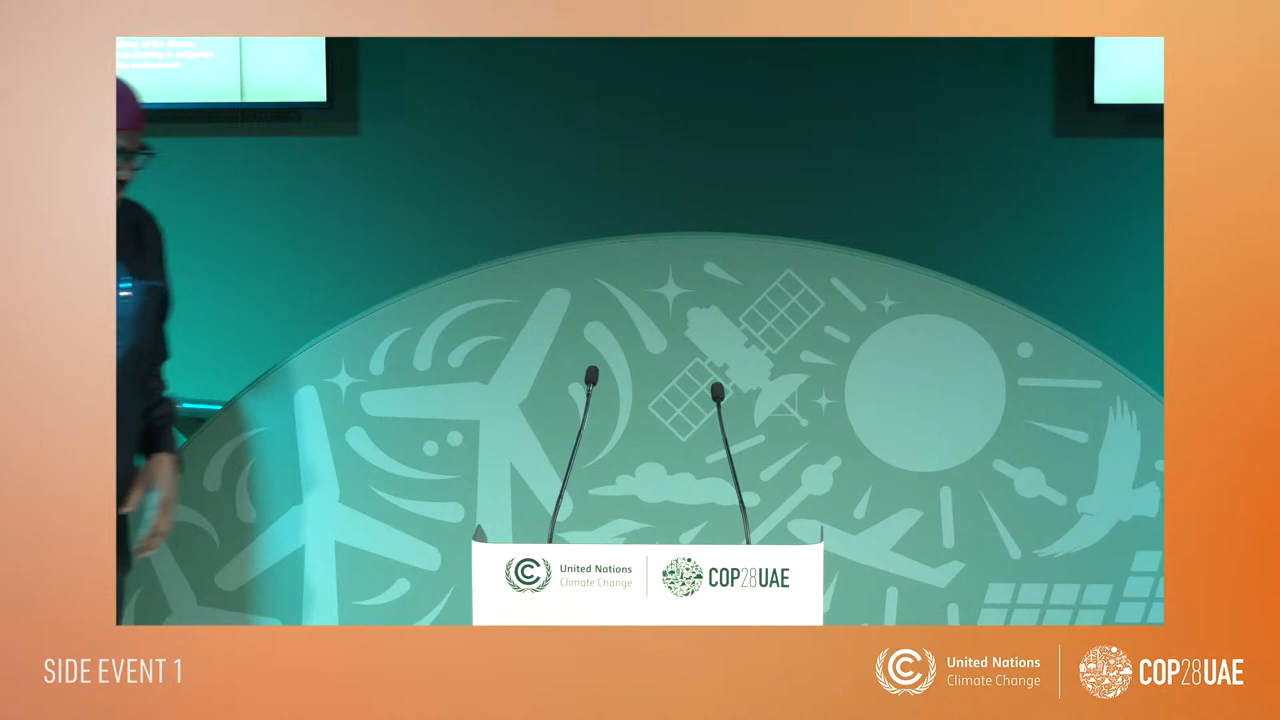 United Nations
Climate Change
COP28UAE
SIDE EVENT 1
United Nations
Climate Change
COP28UAE